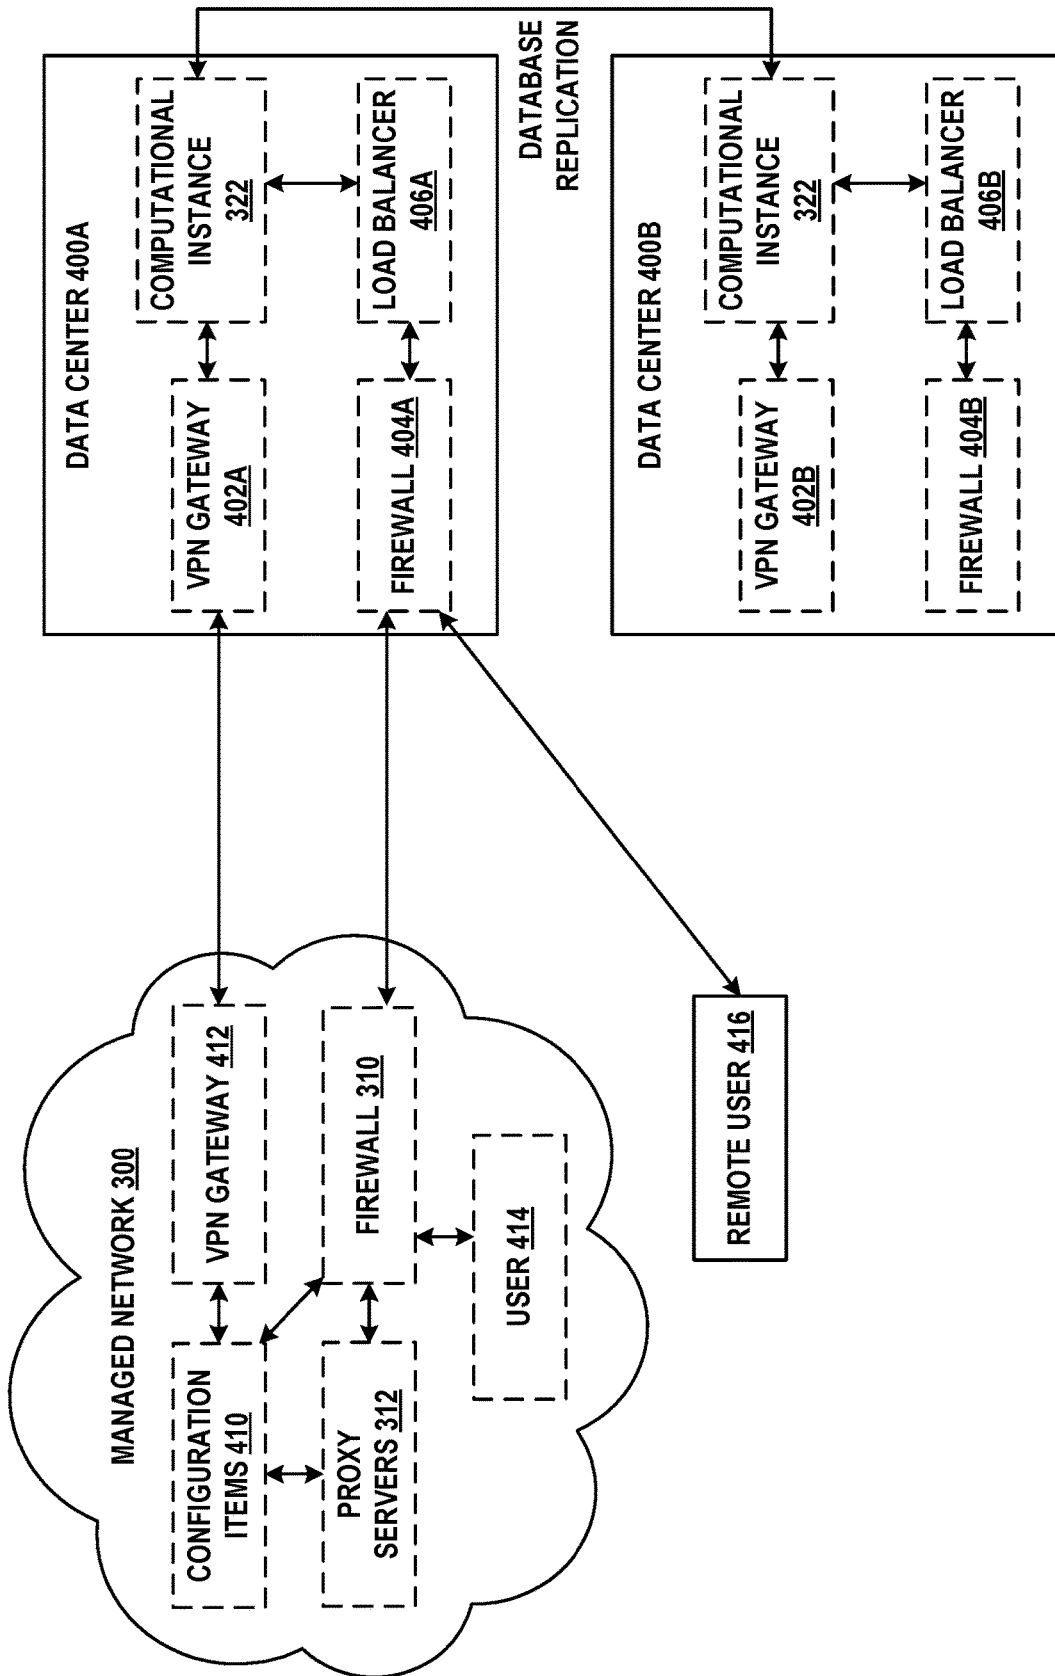 MANAGED NETWORK 300
CONFIGURATION
ITEMS 410
VPN GATEWAY 412
PROXY
SERVERS 312
FIREWALL 310
USER 414
REMOTE USER 416
DATA CENTER 400A
VPN GATEWAY
402A
COMPUTATIONAL
INSTANCE
322
FIREWALL 404A
LOAD BALANCER
406A
DATABASE
REPLICATION
DATA CENTER 400B
VPN GATEWAY
402B
COMPUTATIONAL
INSTANCE
322
FIREWALL 404B
LOAD BALANCER
406B